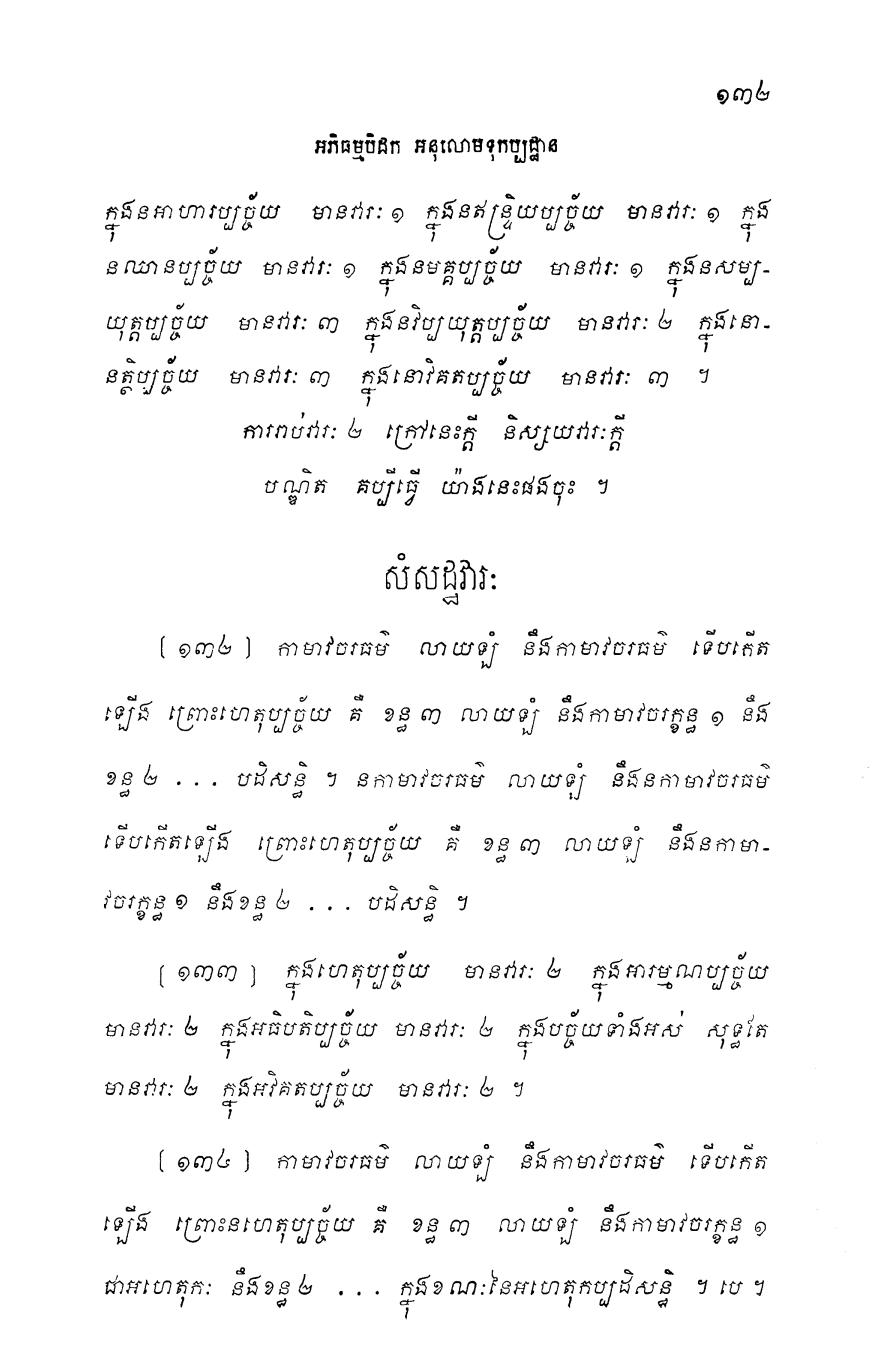 ១៣២
អភិធម្មបិដក អនុលោមទុកប្បដ្ឋាន
ក្នុងនអាហារប្បច្ច័យ មានវារៈ ១ ក្នុងនឥន្ទ្រិយប្បច្ច័យ មានវារៈ ១ ក្នុង
នឈានប្បច្ច័យ មានវារៈ ១ ក្នុងនមគ្គប្បច្ច័យ មានវារៈ ១ ក្នុងនសម្ប-
យុត្តប្បច្ច័យ មានវារៈ ៣ ក្នុងនវិប្បយុត្តប្បច្ច័យ មានវារៈ ២ ក្នុងនោ-
នត្ថិប្បច្ច័យ មានវារៈ ៣ ក្នុងនោវិគតប្បច្ច័យ មានវារៈ ៣ ។
ការរាប់វារៈ ២ ក្រៅនេះក្តី និស្សយវារៈក្តី
បណ្ឌិត គប្បីធ្វើ យ៉ាងនេះផងចុះ ។
សំសដ្ឋវារៈ
[ ១៣២ ] កាមាវចរធម៌ លាយឡំ នឹងកាមាវចរធម៌ ទើបកើត
ឡើង ព្រោះហេតុប្បច្ច័យ គឺ ខន្ធ ៣ លាយឡំ នឹងកាមាវចរក្ខន្ធ ១ នឹង
ខន្ធ ២ ... បដិសន្ធិ ។ នកាមាវចរធម៌ លាយឡំ នឹងនកាមាវចរធម៌
ទើបកើតឡើង ព្រោះហេតុប្បច្ច័យ គឺ ខន្ធ ៣ លាយឡំ នឹងនកាមា-
វចរក្ខន្ធ ១ នឹងខន្ធ ២ ... បដិសន្ធិ ។
[ ១៣៣ ] ក្នុងហេតុប្បច្ច័យ មានវារៈ ២ ក្នុងអារម្មណប្បច្ច័យ
មានវារៈ ២ ក្នុងអធិបតិប្បច្ច័យ មានវារៈ ២ ក្នុងបច្ច័យទាំងអស់ សុទ្ធតែ
មានវារៈ ២ ក្នុងអវិគតប្បច្ច័យ មានវារៈ ២ ។
[ ១៣៤ ] កាមាវចរធម៌ លាយឡំ នឹងកាមាវចរធម៌ ទើបកើត
ឡើង ព្រោះនហេតុប្បច្ច័យ គឺ ខន្ធ ៣ លាយឡំ នឹងកាមាវចរក្ខន្ធ ១
ជាអហេតុកៈ នឹងខន្ធ ២ ... ក្នុងខណៈនៃអហេតុកប្បដិសន្ធិ ។ បេ ។